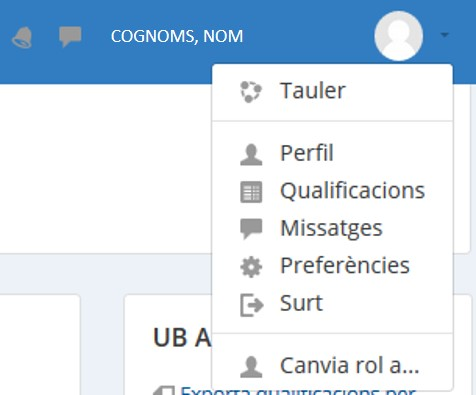 COGNOMS, NOM
Tauler
Perfil
Qualificacions
Missatges
Preferències
Surt
UB A
Canvia rol a...
Exporta qualificacions per